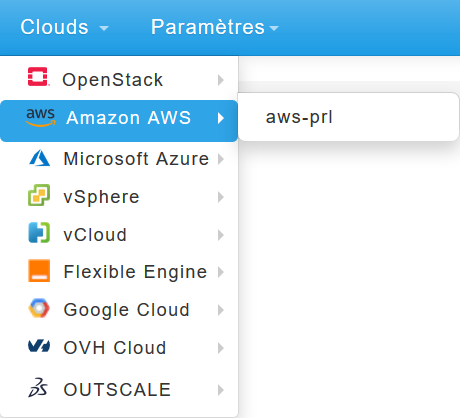 Clouds Paramètres
OpenStack
aws Amazon AWS aws-prl
Microsoft Azure
vSphere
vCloud
Flexible Engine
Google Cloud
OVH Cloud
OUTSCALE